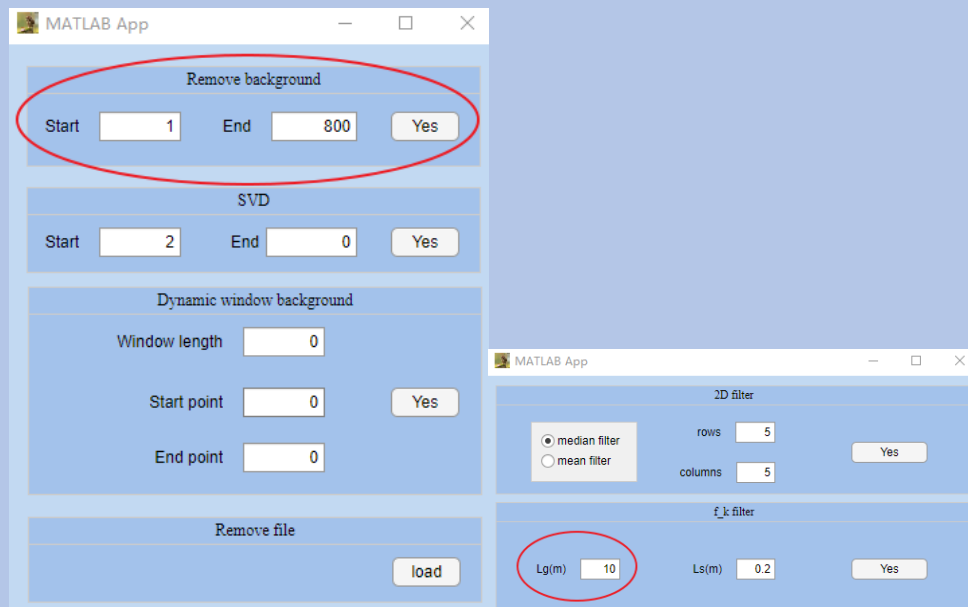 MATLAB App
Remove background
Start 1 End 800 Yes
SVD
Start 2 End 0 Yes
Dynamic window background
Window length 0
Start point 0 Yes
End point 0
Remove file
load
MATLAB App
2D filter
median filter
mean filter
rows 5
columns 5
Yes
f_k filter
Lg(m) 10 Ls(m) 0.2 Yes